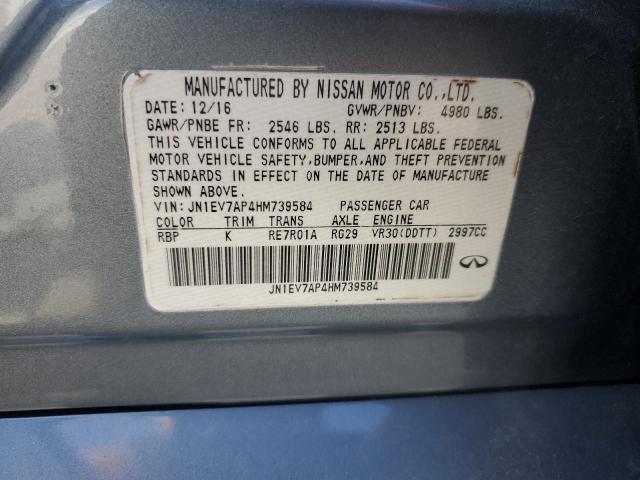 MANUFACTURED BY NISSAN MOTOR CO.,LTD.
DATE: 12/16 GVWR/PNBV: 4980 LBS.
GAWR/PNBE FR: 2546 LBS. RR: 2513 LBS.
THIS VEHICLE CONFORMS TO ALL APPLICABLE FEDERAL
MOTOR VEHICLE SAFETY,BUMPER,AND THEFT PREVENTION
STANDARDS IN EFFECT ON THE DATE OF MANUFACTURE
SHOWN ABOVE.
VIN:JN1EV7AP4HM739584 PASSENGER CAR
COLOR TRIM TRANS AXLE ENGINE
RBP K RE7R01A RG29 VR30(DDTT) 2997CC
JN1EV7AP4HM739584